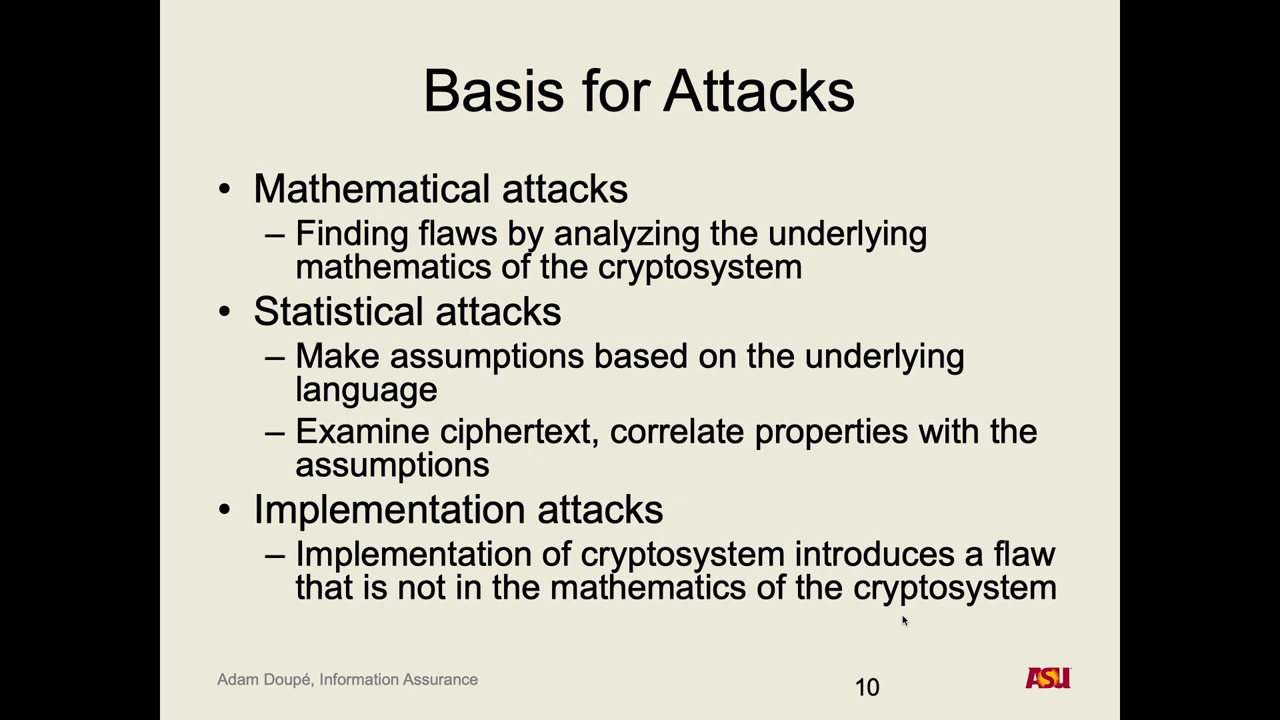 Basis for Attacks
• Mathematical attacks
– Finding flaws by analyzing the underlying
mathematics of the cryptosystem
• Statistical attacks
– Make assumptions based on the underlying
language
– Examine ciphertext, correlate properties with the
assumptions
• Implementation attacks
– Implementation of cryptosystem introduces a flaw
that is not in the mathematics of the cryptosystem
Adam Doupé, Information Assurance
10
ASU